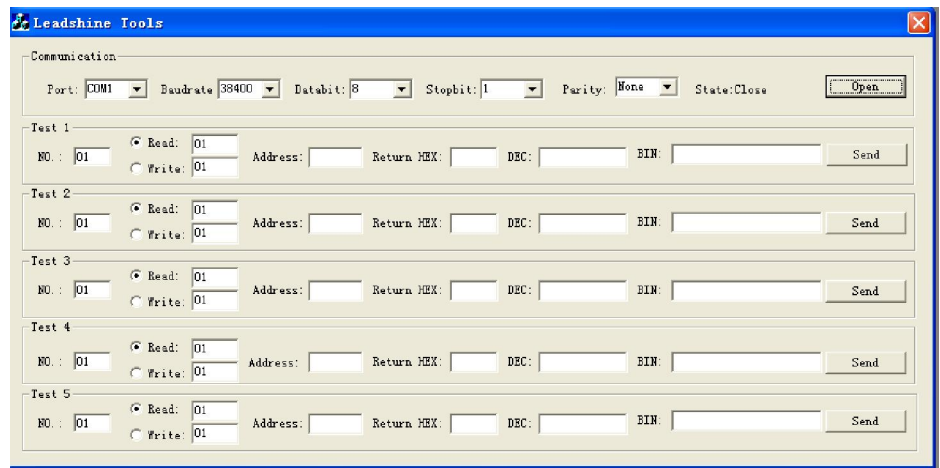 Leadshine Tools
Communication
Port: COM1 Baudrate 38400 Databit: 8 Stopbit: 1 Parity: None State:Close Open
Test 1
NO.: 01 Read: 01 Address: Return HEX: DEC: BIN: Send
Write: 01
Test 2
NO.: 01 Read: 01 Address: Return HEX: DEC: BIN: Send
Write: 01
Test 3
NO.: 01 Read: 01 Address: Return HEX: DEC: BIN: Send
Write: 01
Test 4
NO.: 01 Read: 01 Address: Return HEX: DEC: BIN: Send
Write: 01
Test 5
NO.: 01 Read: 01 Address: Return HEX: DEC: BIN: Send
Write: 01